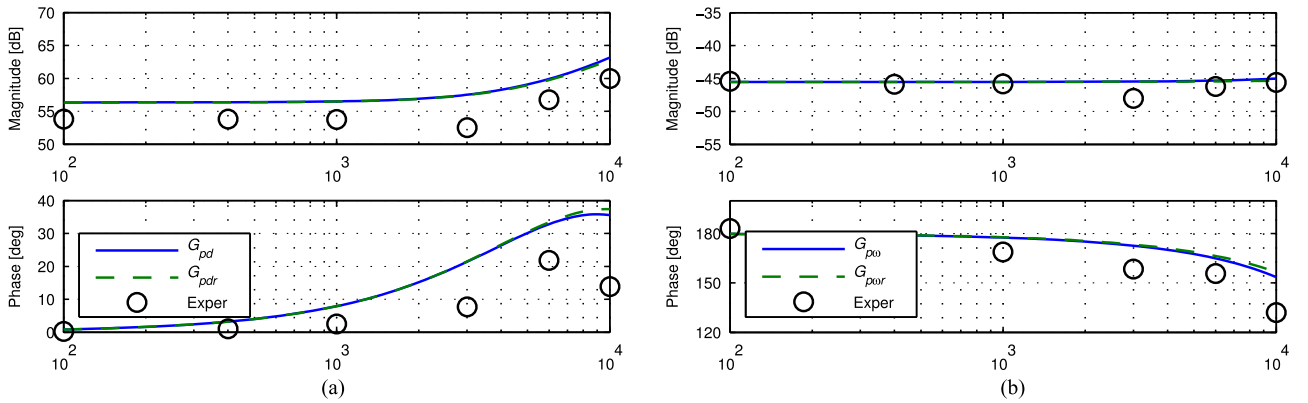 Magnitude [dB]
70
65
60
55
50
10^2
10^3
10^4
Phase [deg]
40
30
20
10
0
G_pd
G_pdr
Exper
10^2
10^3
10^4
(a)
Magnitude [dB]
−35
−40
−45
−50
−55
10^2
10^3
10^4
Phase [deg]
180
150
120
G_pω
G_pωr
Exper
10^2
10^3
10^4
(b)